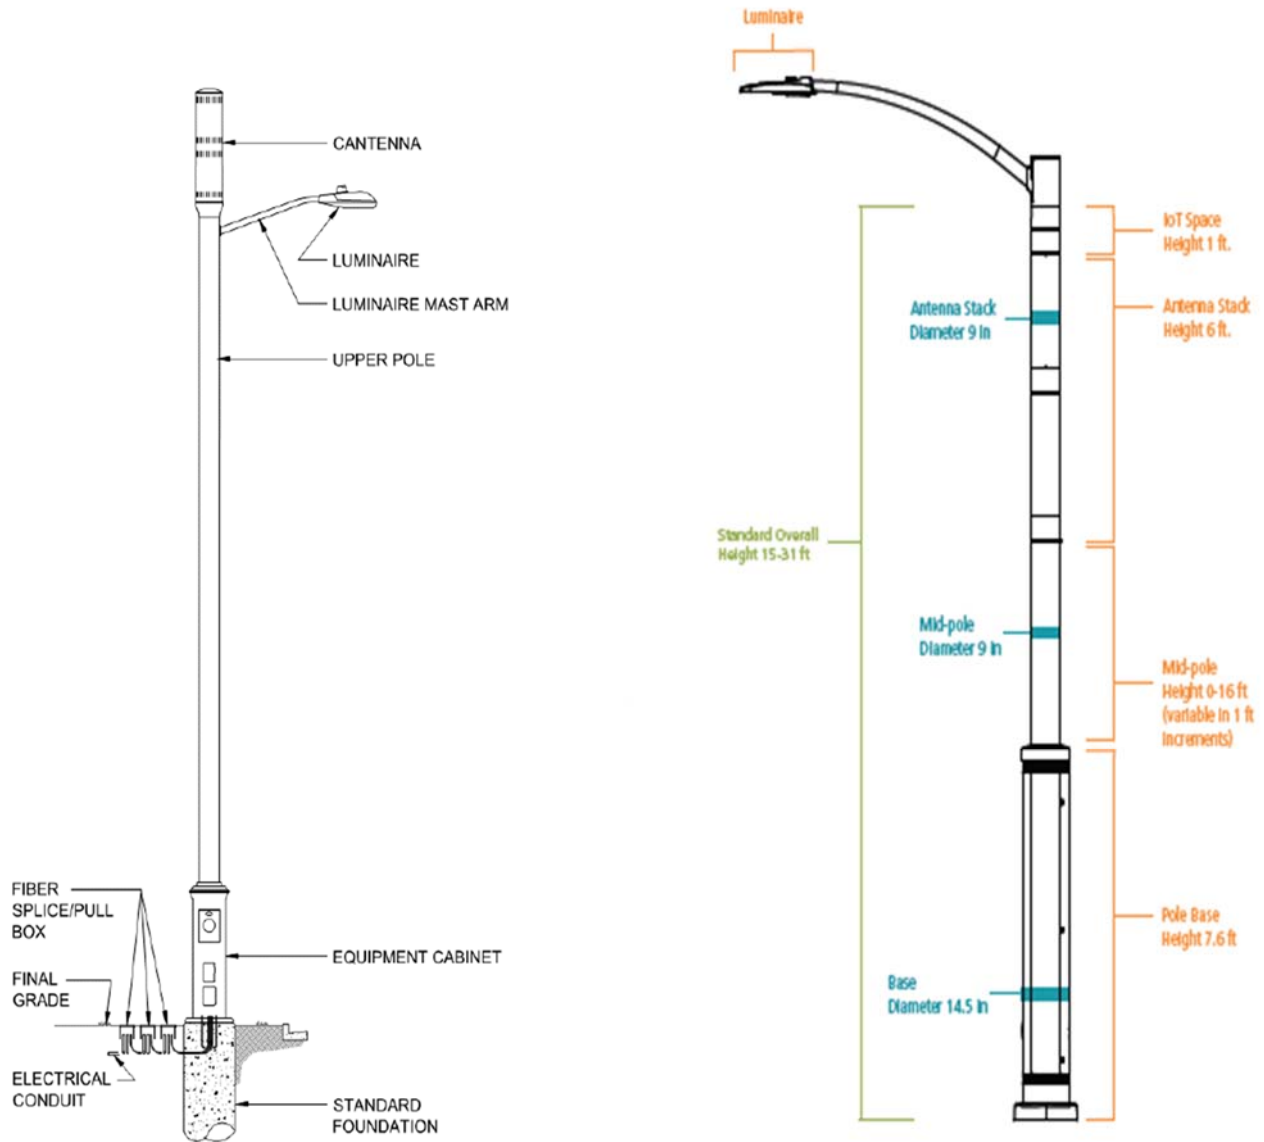 CANTENNA
LUMINAIRE
LUMINAIRE MAST ARM
UPPER POLE
FIBER
SPLICE/PULL
BOX
EQUIPMENT CABINET
FINAL
GRADE
ELECTRICAL
CONDUIT
STANDARD
FOUNDATION
Luminaire
IoT Space
Height 1 ft.
Antenna Stack
Diameter 9 in
Antenna Stack
Height 6 ft.
Standard Overall
Height 15-31 ft
Mid-pole
Diameter 9 in
Mid-pole
Height 0-16 ft
(variable in 1 ft
increments)
Pole Base
Height 7.6 ft
Base
Diameter 14.5 in